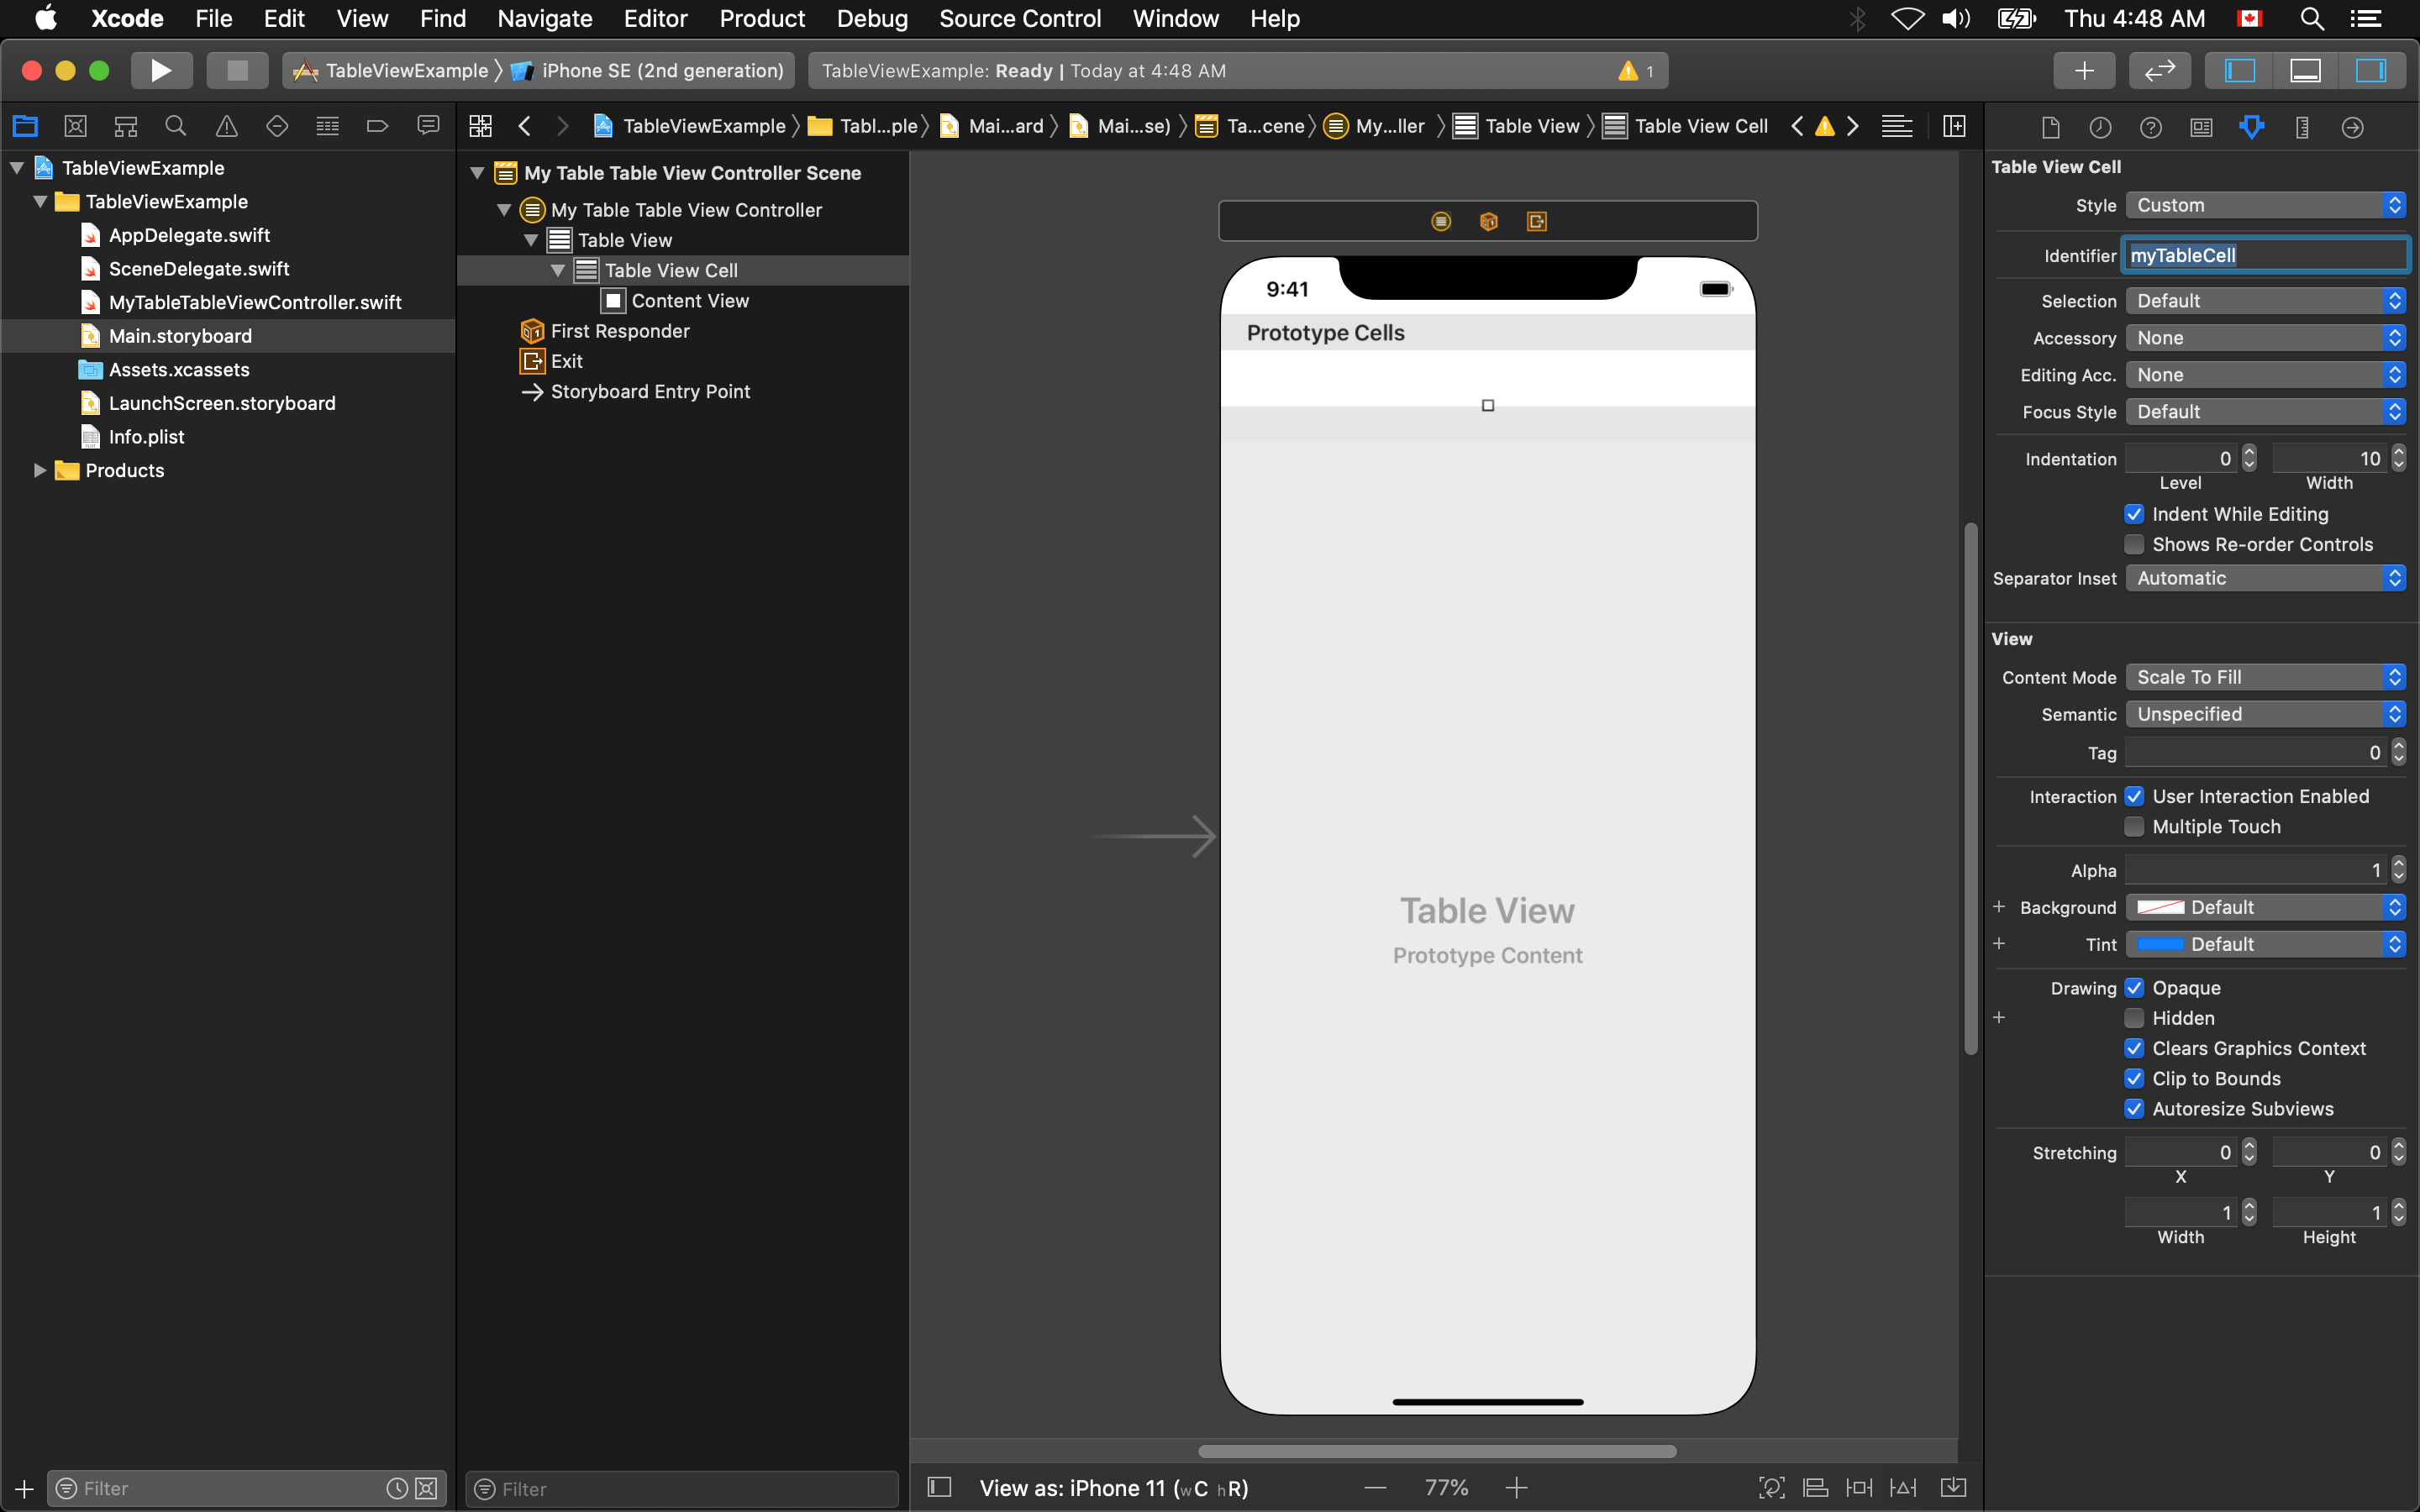 Xcode File Edit View Find Navigate Editor Product Debug Source Control Window Help Thu 4:48 AM
TableViewExample iPhone SE (2nd generation) TableViewExample: Ready | Today at 4:48 AM 1
TableViewExample Tabl...ple Mai...ard Mai...se) Ta...cene My...ller Table View Table View Cell
TableViewExample
TableViewExample
AppDelegate.swift
SceneDelegate.swift
MyTableTableViewController.swift
Main.storyboard
Assets.xcassets
LaunchScreen.storyboard
Info.plist
Products
Filter
My Table Table View Controller Scene
My Table Table View Controller
Table View
Table View Cell
Content View
First Responder
Exit
Storyboard Entry Point
Filter
9:41
Prototype Cells
Table View
Prototype Content
View as: iPhone 11 (wC hR) 77%
Table View Cell
Style Custom
Identifier myTableCell
Selection Default
Accessory None
Editing Acc. None
Focus Style Default
Indentation 0 10
Level Width
Indent While Editing
Shows Re-order Controls
Separator Inset Automatic
View
Content Mode Scale To Fill
Semantic Unspecified
Tag 0
Interaction User Interaction Enabled
Multiple Touch
Alpha 1
+ Background Default
+ Tint Default
Drawing Opaque
+ Hidden
Clears Graphics Context
Clip to Bounds
Autoresize Subviews
Stretching 0 0
X Y
1 1
Width Height